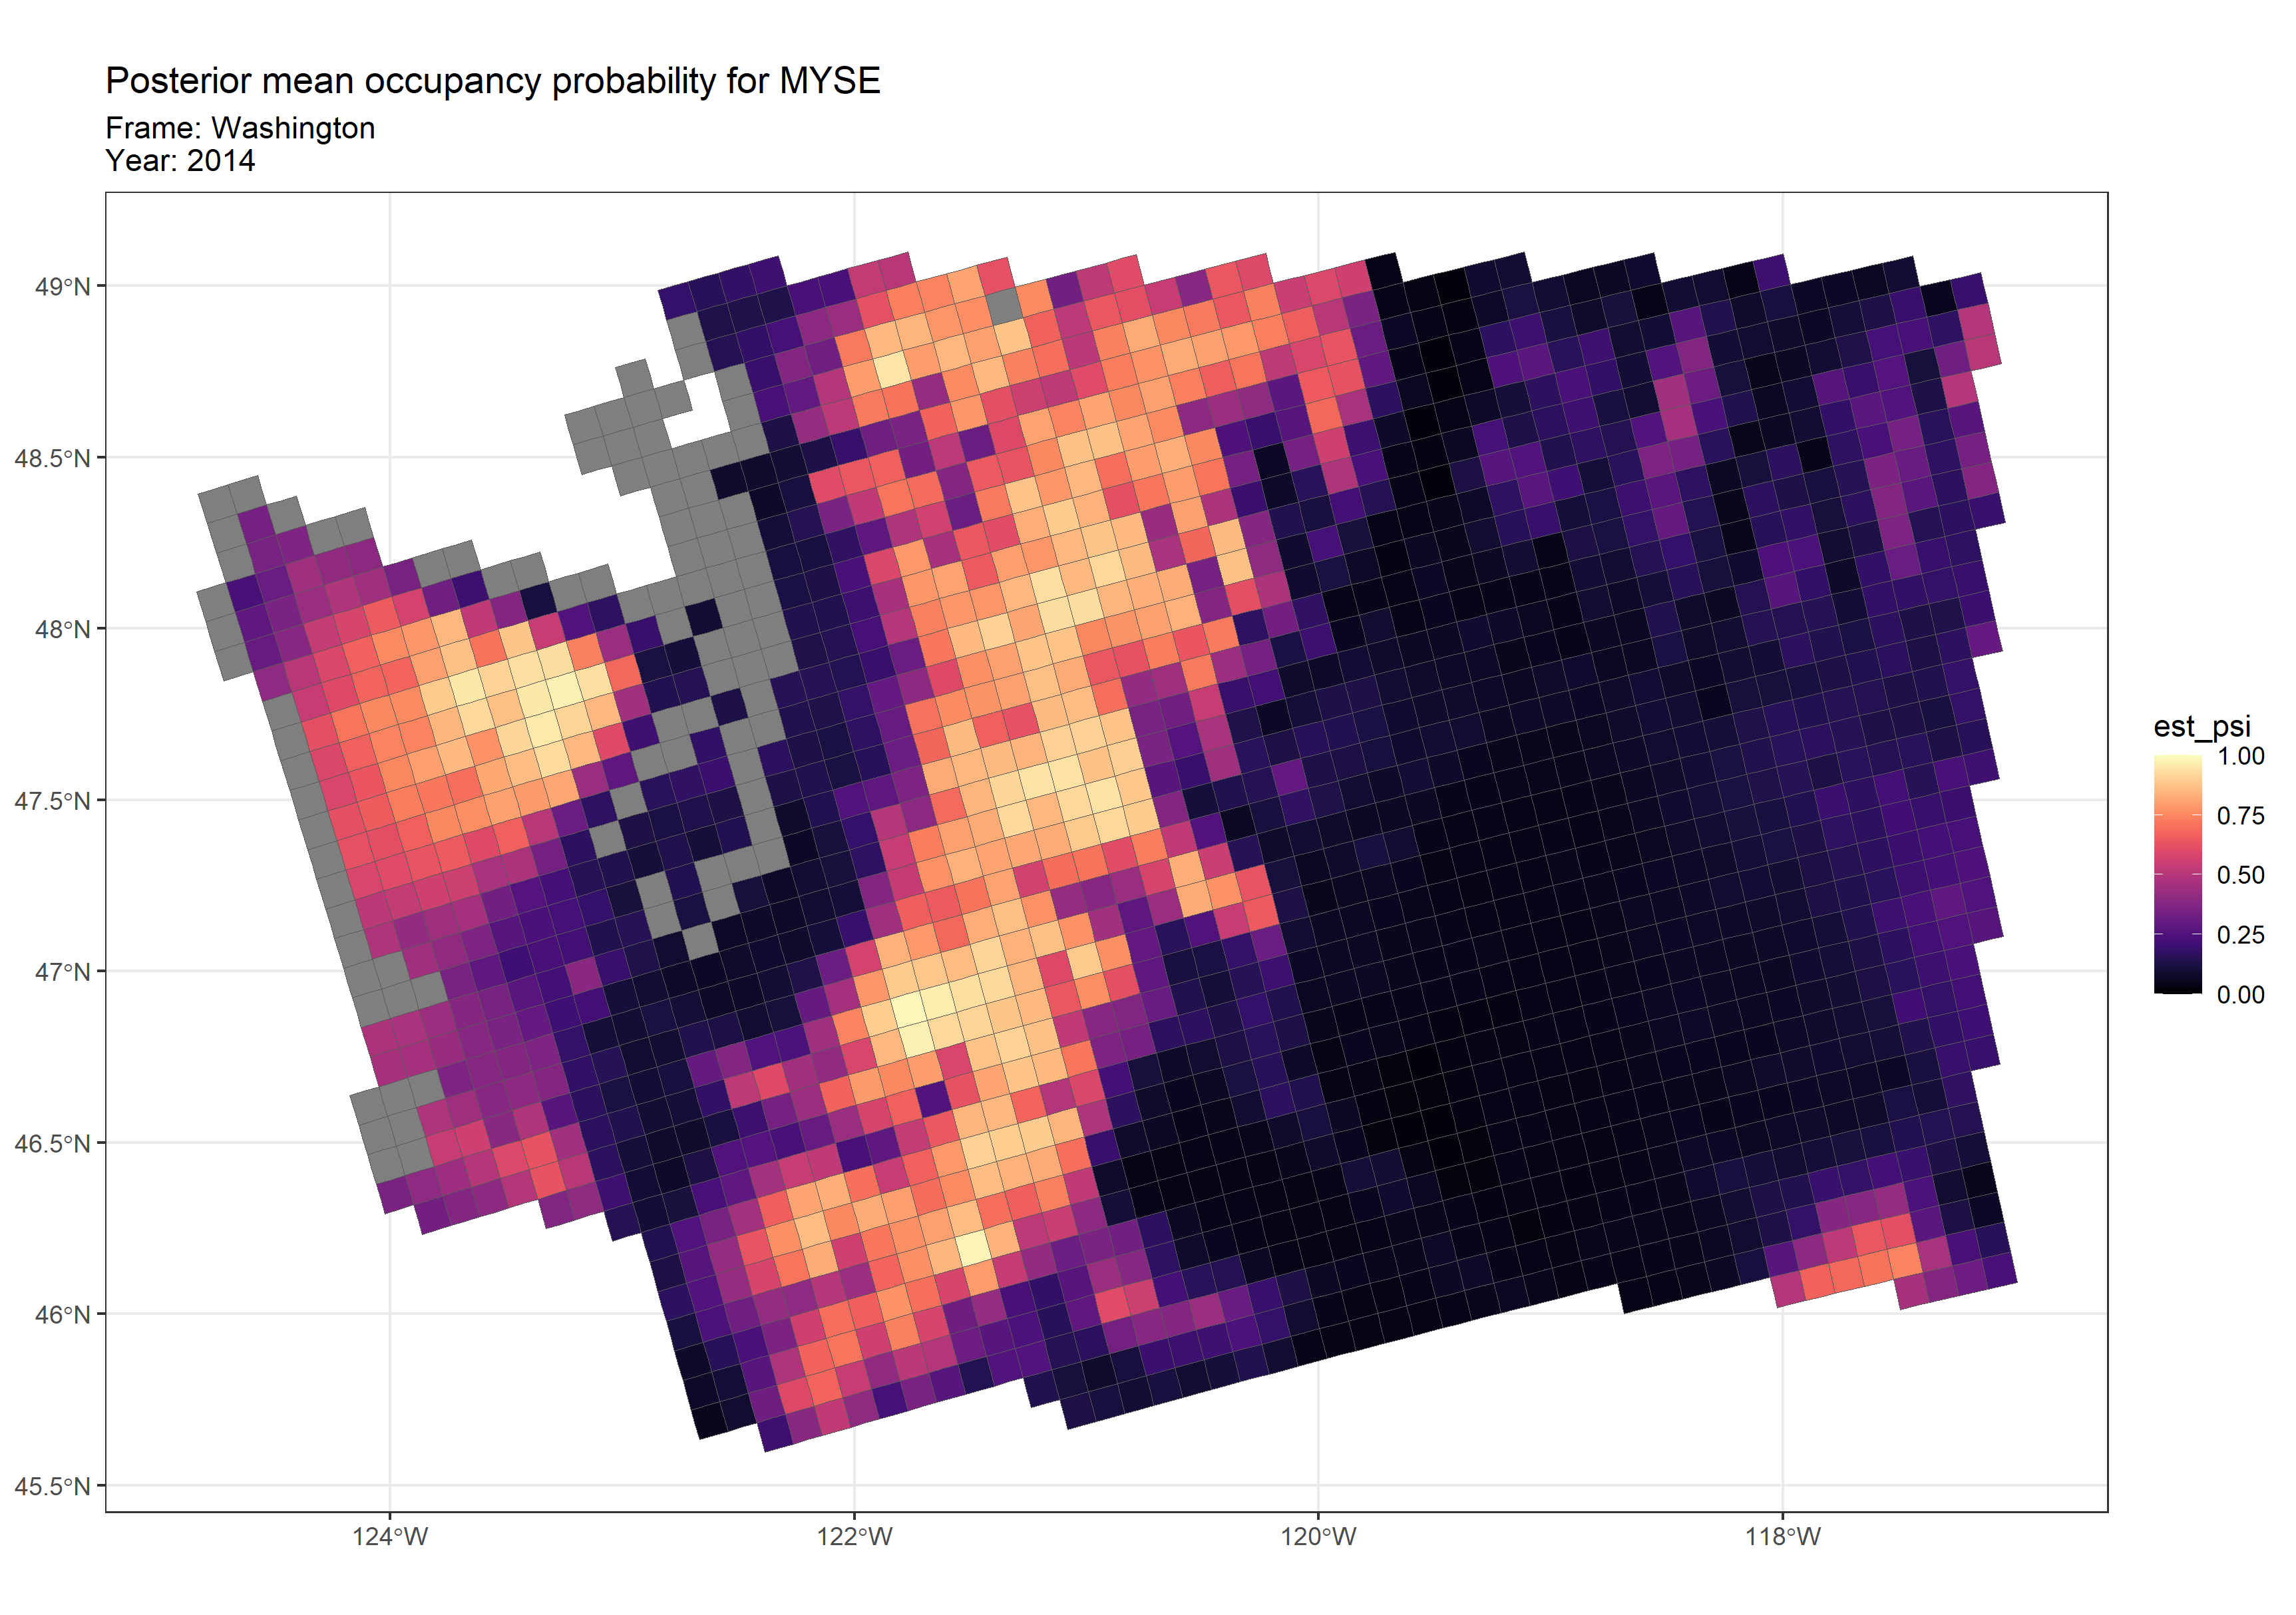 Posterior mean occupancy probability for MYSE
Frame: Washington
Year: 2014
49°N
48.5°N
48°N
47.5°N
47°N
46.5°N
46°N
45.5°N
124°W
122°W
120°W
118°W
est_psi
1.00
0.75
0.50
0.25
0.00